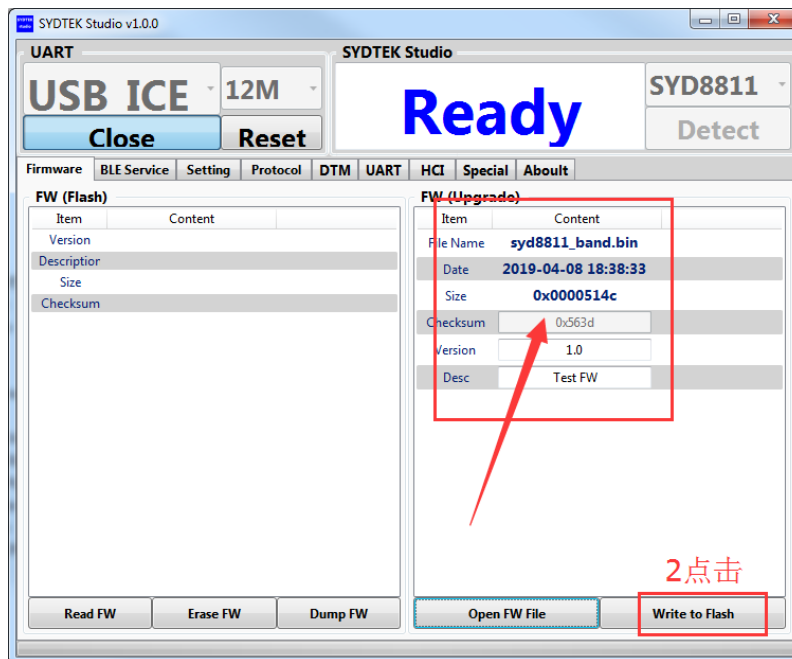 SYDTEK Studio v1.0.0
UART
SYDTEK Studio
USB ICE
12M
Close
Reset
Ready
SYD8811
Detect
Firmware BLE Service Setting Protocol DTM UART HCI Special Aboult
FW (Flash)
Item Content
Version
Description
Size
Checksum
FW (Upgrade)
Item Content
File Name syd8811_band.bin
Date 2019-04-08 18:38:33
Size 0x0000514c
Checksum 0x563d
Version 1.0
Desc Test FW
2点击
Read FW Erase FW Dump FW
Open FW File Write to Flash